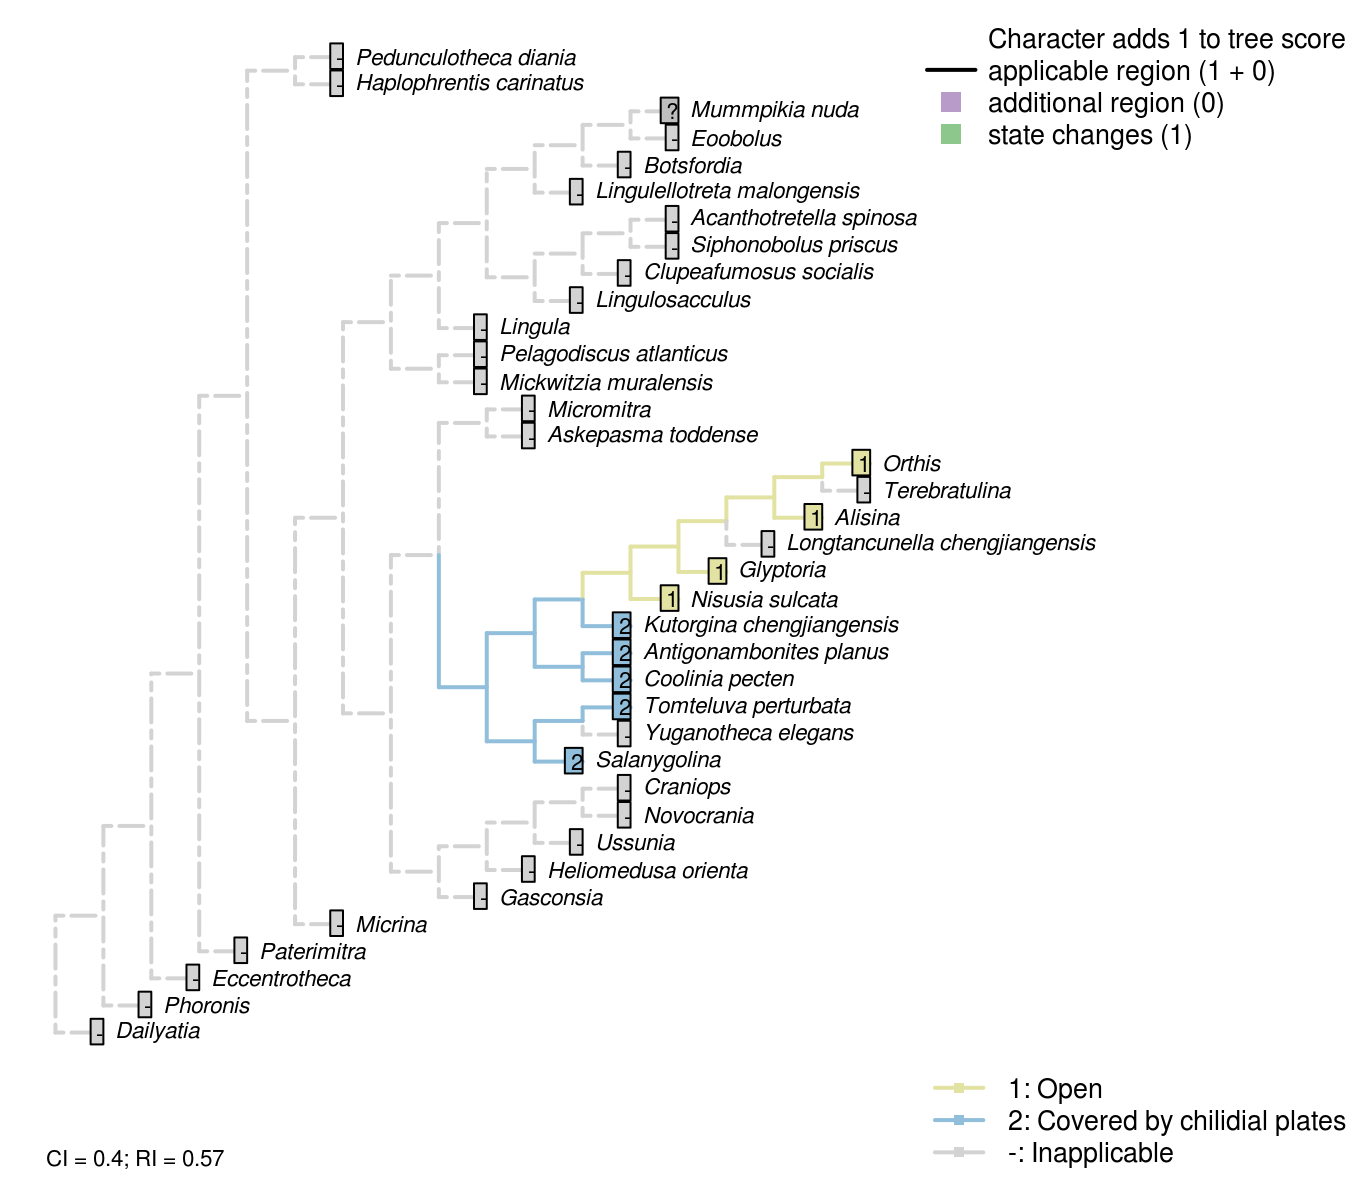 Character adds 1 to tree score
applicable region (1 + 0)
additional region (0)
state changes (1)
- Pedunculotheca diania
- Haplophrentis carinatus
? Mummpikia nuda
- Eoobolus
- Botsfordia
- Lingulellotreta malongensis
- Acanthotretella spinosa
- Siphonobolus priscus
- Clupeafumosus socialis
- Lingulosacculus
- Lingula
- Pelagodiscus atlanticus
- Mickwitzia muralensis
- Micromitra
- Askepasma toddense
1 Orthis
- Terebratulina
1 Alisina
- Longtancunella chengjiangensis
1 Glyptoria
1 Nisusia sulcata
2 Kutorgina chengjiangensis
2 Antigonambonites planus
2 Coolinia pecten
2 Tomteluva perturbata
- Yuganotheca elegans
2 Salanygolina
- Craniops
- Novocrania
- Ussunia
- Heliomedusa orienta
- Gasconsia
- Micrina
- Paterimitra
- Eccentrotheca
- Phoronis
- Dailyatia
1: Open
2: Covered by chilidial plates
-: Inapplicable
CI = 0.4; RI = 0.57